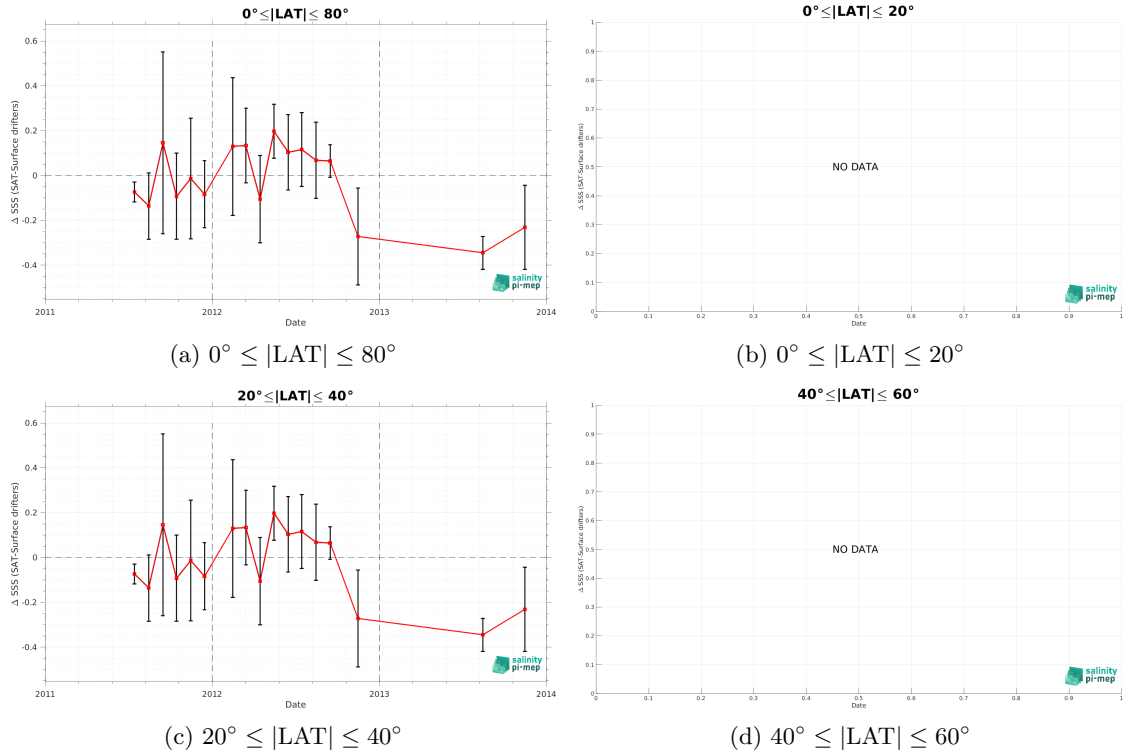 0°≤|LAT|≤ 80°
0.6
0.4
0.2
0
-0.2
-0.4
Δ SSS (SAT-Surface drifters)
2011
2012
2013
2014
Date
salinity
pi-mep
(a) 0° ≤ |LAT| ≤ 80°
0°≤|LAT|≤ 20°
1
0.9
0.8
0.7
0.6
0.5
0.4
0.3
0.2
0.1
0
Δ SSS (SAT-Surface drifters)
NO DATA
0
0.1
0.2
0.3
0.4
0.5
0.6
0.7
0.8
0.9
1
Date
salinity
pi-mep
(b) 0° ≤ |LAT| ≤ 20°
20°≤|LAT|≤ 40°
0.6
0.4
0.2
0
-0.2
-0.4
Δ SSS (SAT-Surface drifters)
2011
2012
2013
2014
Date
salinity
pi-mep
(c) 20° ≤ |LAT| ≤ 40°
40°≤|LAT|≤ 60°
1
0.9
0.8
0.7
0.6
0.5
0.4
0.3
0.2
0.1
0
Δ SSS (SAT-Surface drifters)
NO DATA
0
0.1
0.2
0.3
0.4
0.5
0.6
0.7
0.8
0.9
1
Date
salinity
pi-mep
(d) 40° ≤ |LAT| ≤ 60°